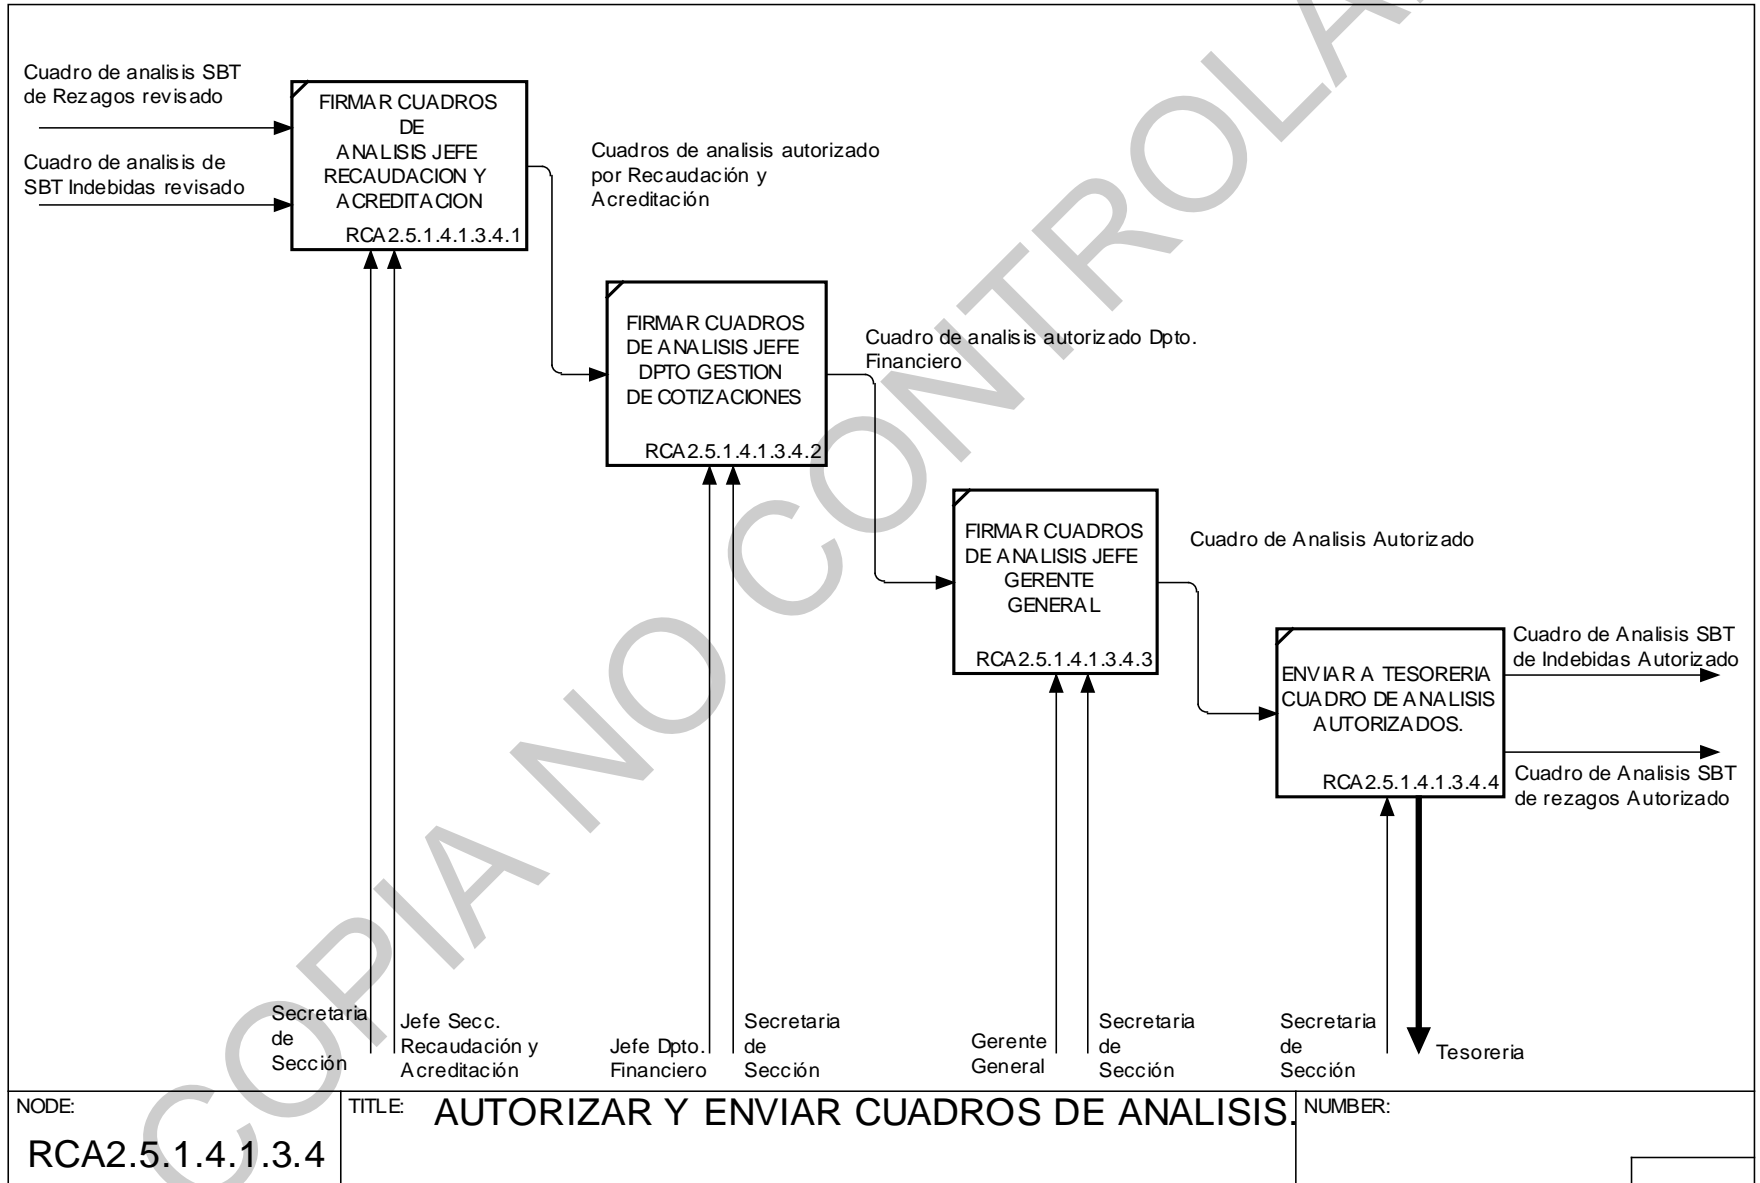 Cuadro de analisis SBT
de Rezagos revisado
Cuadro de analisis de
SBT Indebidas revisado
FIRMAR CUADROS
DE
ANALISIS JEFE
RECAUDACION Y
ACREDITACION
RCA2.5.1.4.1.3.4.1
Cuadros de analisis autorizado
por Recaudación y
Acreditación
FIRMAR CUADROS
DE ANALISIS JEFE
DPTO GESTION
DE COTIZACIONES
RCA2.5.1.4.1.3.4.2
Cuadro de analisis autorizado Dpto.
Financiero
FIRMAR CUADROS
DE ANALISIS JEFE
GERENTE
GENERAL
RCA2.5.1.4.1.3.4.3
Cuadro de Analisis Autorizado
ENVIAR A TESORERIA
CUADRO DE ANALISIS
AUTORIZADOS.
RCA2.5.1.4.1.3.4.4
Cuadro de Analisis SBT
de Indebidas Autorizado
Cuadro de Analisis SBT
de rezagos Autorizado
Secretaria
de
Sección
Jefe Secc.
Recaudación y
Acreditación
Jefe Dpto.
Financiero
Secretaria
de
Sección
Gerente
General
Secretaria
de
Sección
Secretaria
de
Sección
Tesoreria
NODE:
RCA2.5.1.4.1.3.4
TITLE:
AUTORIZAR Y ENVIAR CUADROS DE ANALISIS.
NUMBER:
COPIA NO CONTROLA